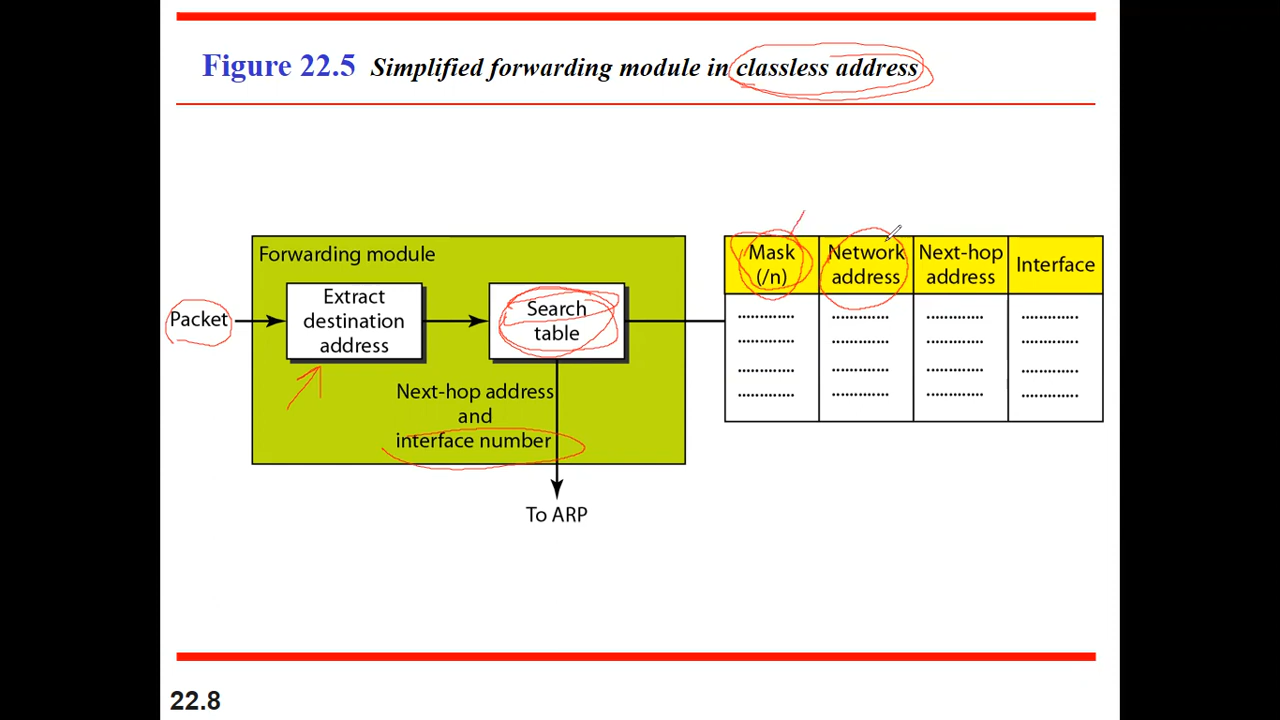 Figure 22.5 Simplified forwarding module in classless address
Forwarding module
Packet
Extract
destination
address
Search
table
Next-hop address
and
interface number
To ARP
Mask
(/n)
Network
address
Next-hop
address
Interface
22.8